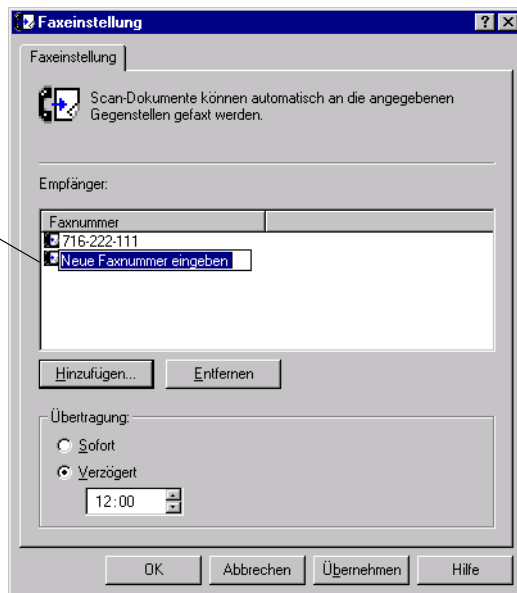 Faxeinstellung
Faxeinstellung
Scan-Dokumente können automatisch an die angegebenen
Gegenstellen gefaxt werden.
Empfänger:
Faxnummer
716-222-111
Neue Faxnummer eingeben
Hinzufügen... Entfernen
Übertragung:
Sofort
Verzögert
12:00
OK Abbrechen Übernehmen Hilfe